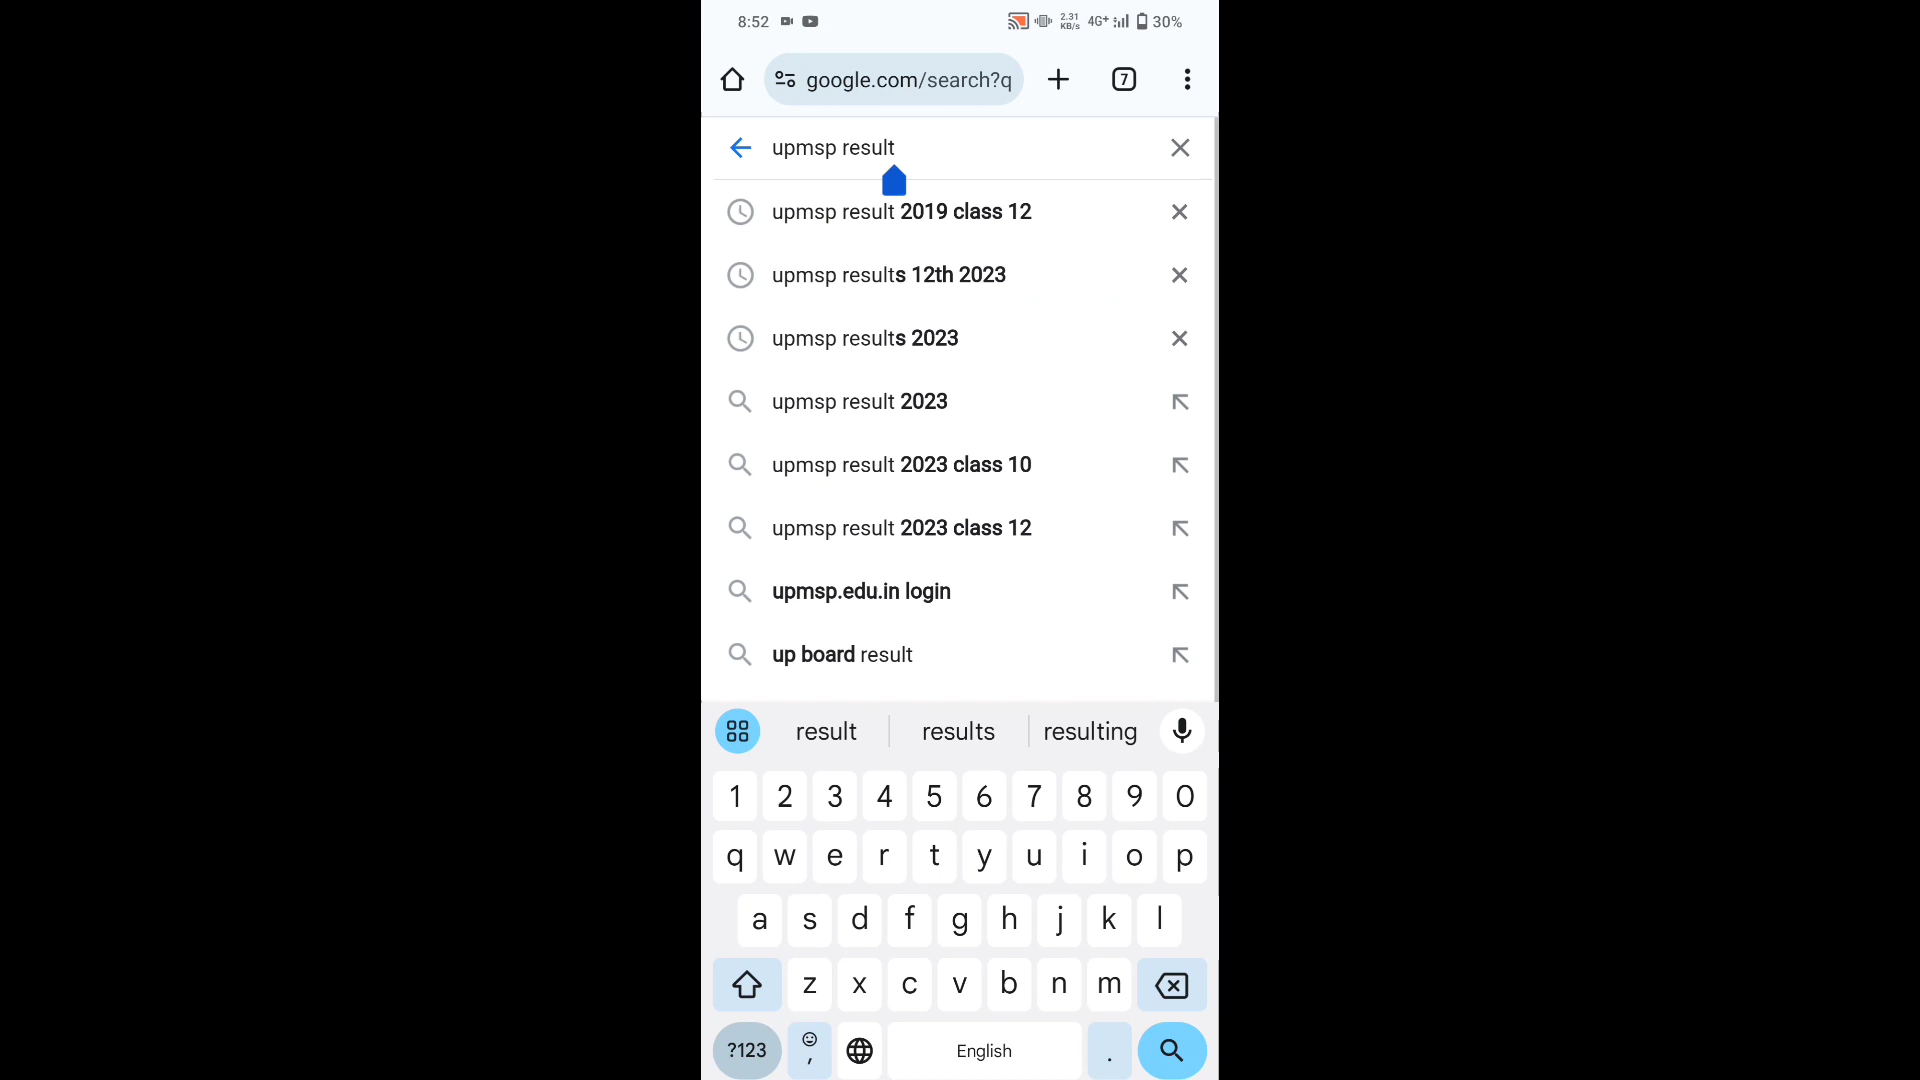 8:52 2.31 KB/s 4G+ 30%
google.com/search?q 7
upmsp result
upmsp result 2019 class 12
upmsp results 12th 2023
upmsp results 2023
upmsp result 2023
upmsp result 2023 class 10
upmsp result 2023 class 12
upmsp.edu.in login
up board result
result results resulting
1 2 3 4 5 6 7 8 9 0
q w e r t y u i o p
a s d f g h j k l
z x c v b n m
?123 , English .